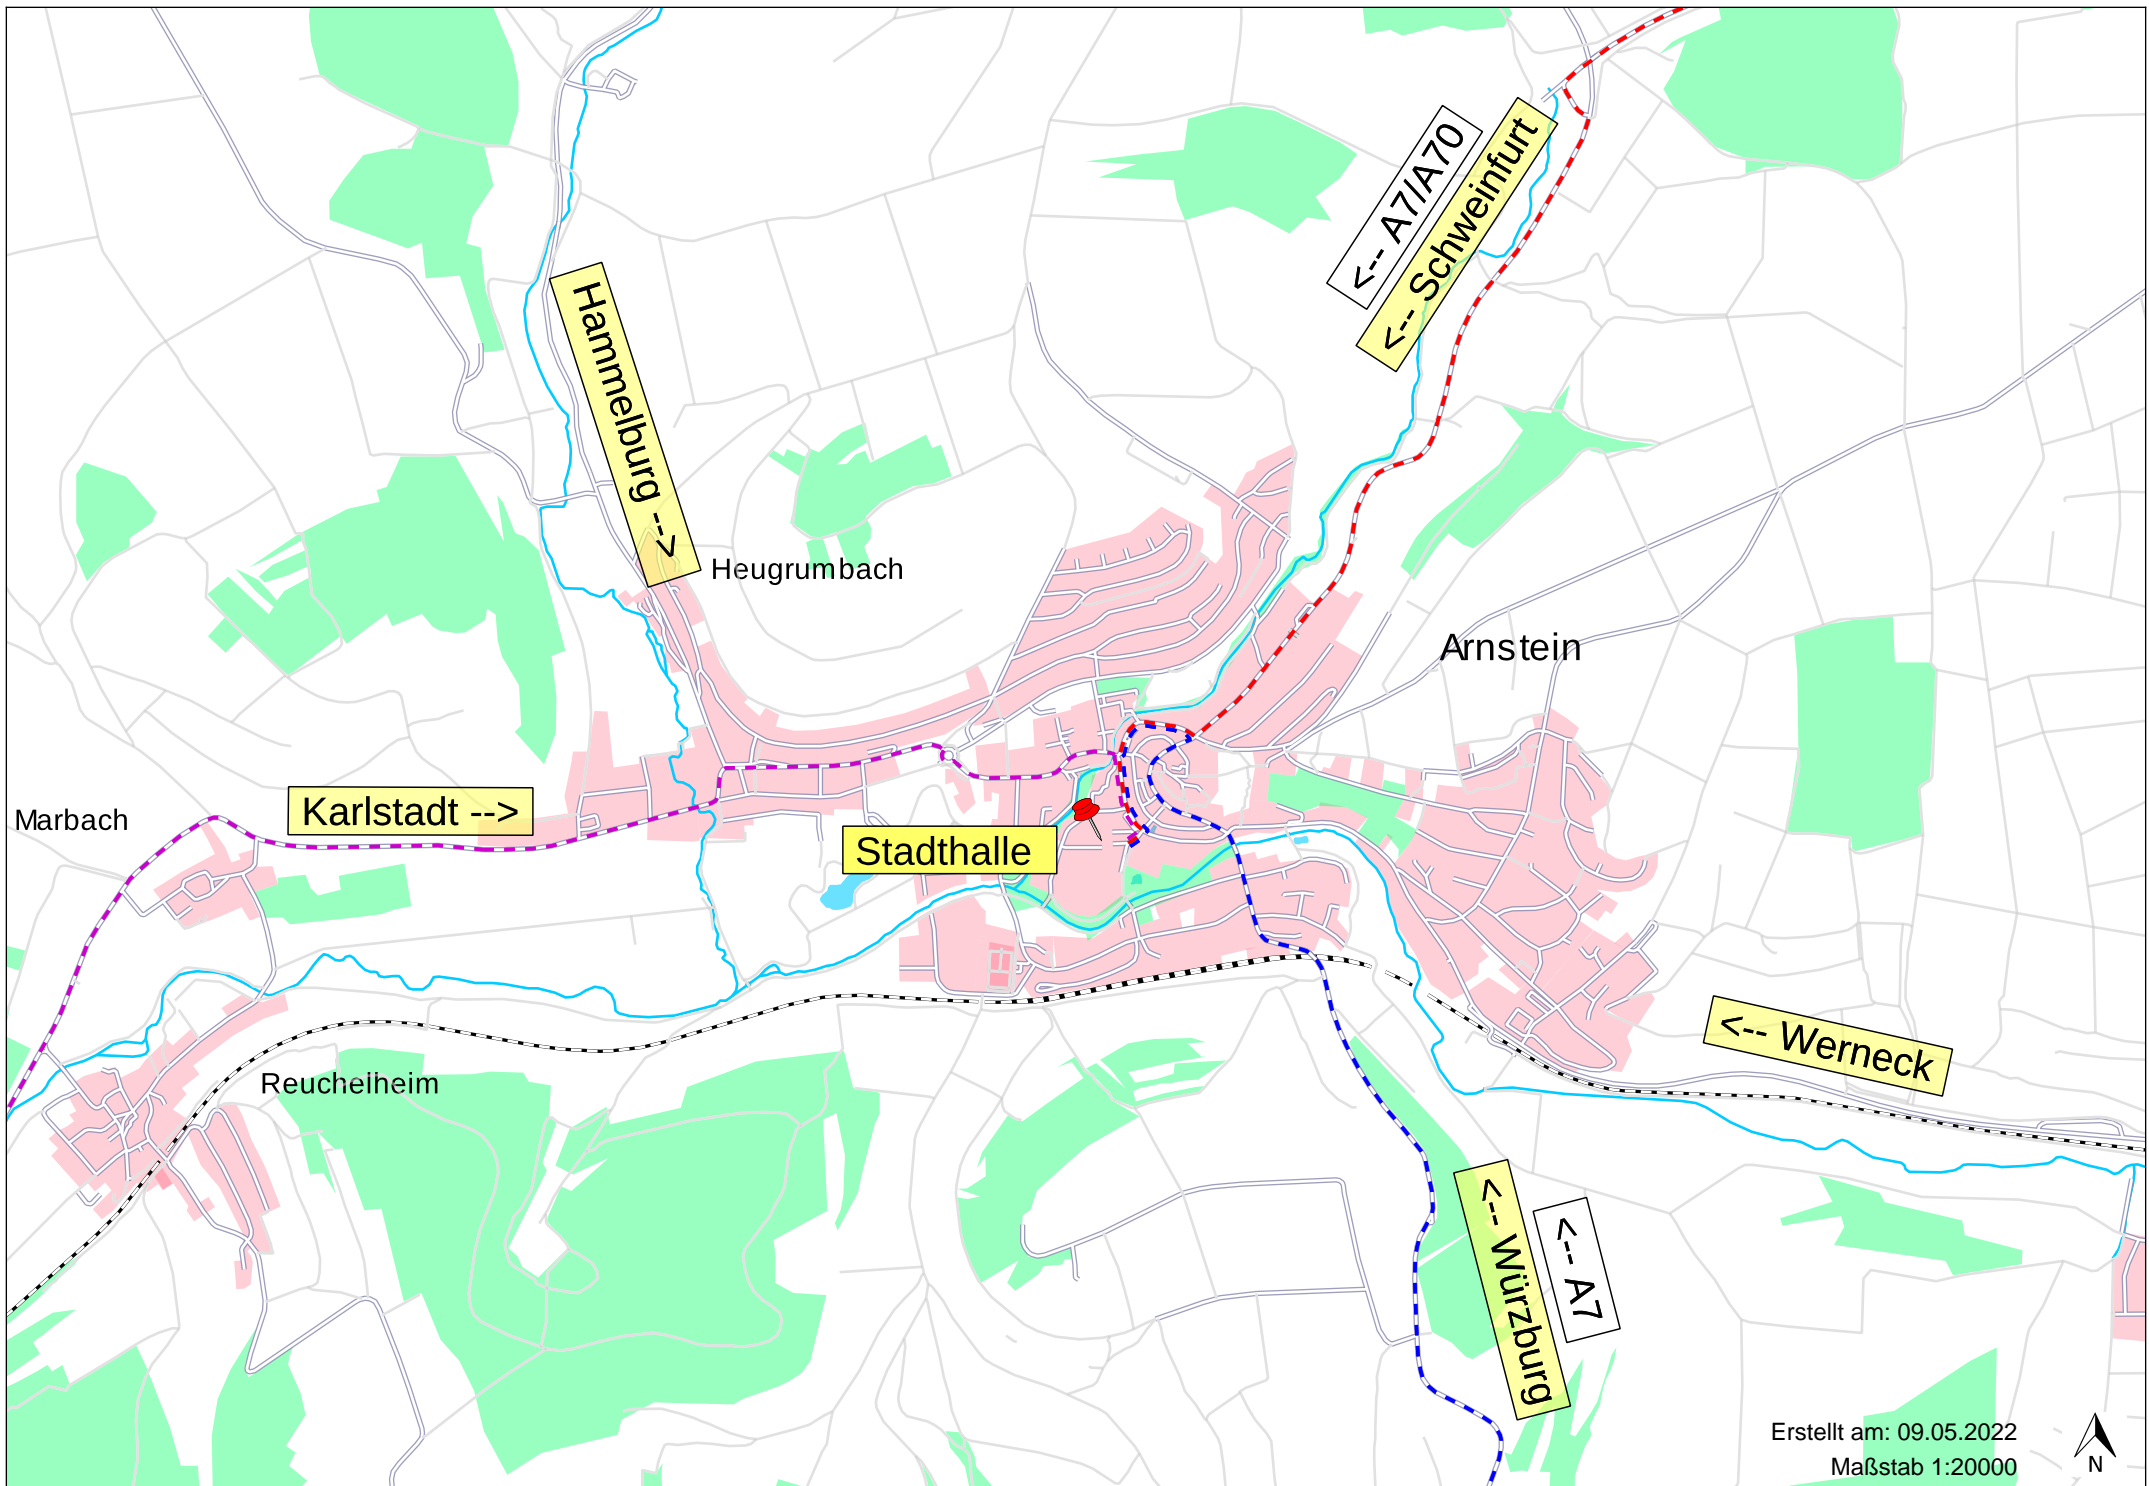 <-- A7/A70
<-- Schweinfurt
Hammelburg -->
Heugrumbach
Arnstein
Karlstadt -->
Marbach
Stadthalle
<-- Werneck
Reuchelheim
<-- Würzburg
<-- A7
Erstellt am: 09.05.2022
Maßstab 1:20000
N